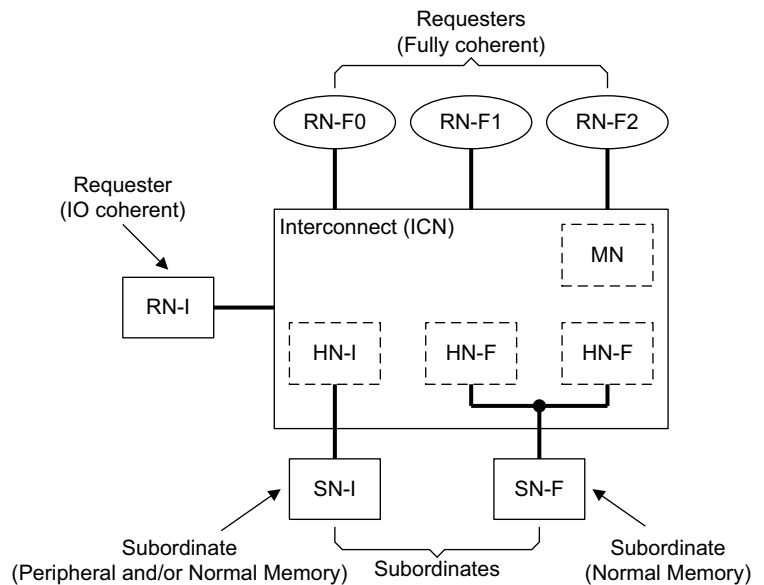 Requesters
(Fully coherent)
RN-F0
RN-F1
RN-F2
Requester
(IO coherent)
Interconnect (ICN)
MN
RN-I
HN-I
HN-F
HN-F
SN-I
SN-F
Subordinate
(Peripheral and/or Normal Memory)
Subordinates
Subordinate
(Normal Memory)